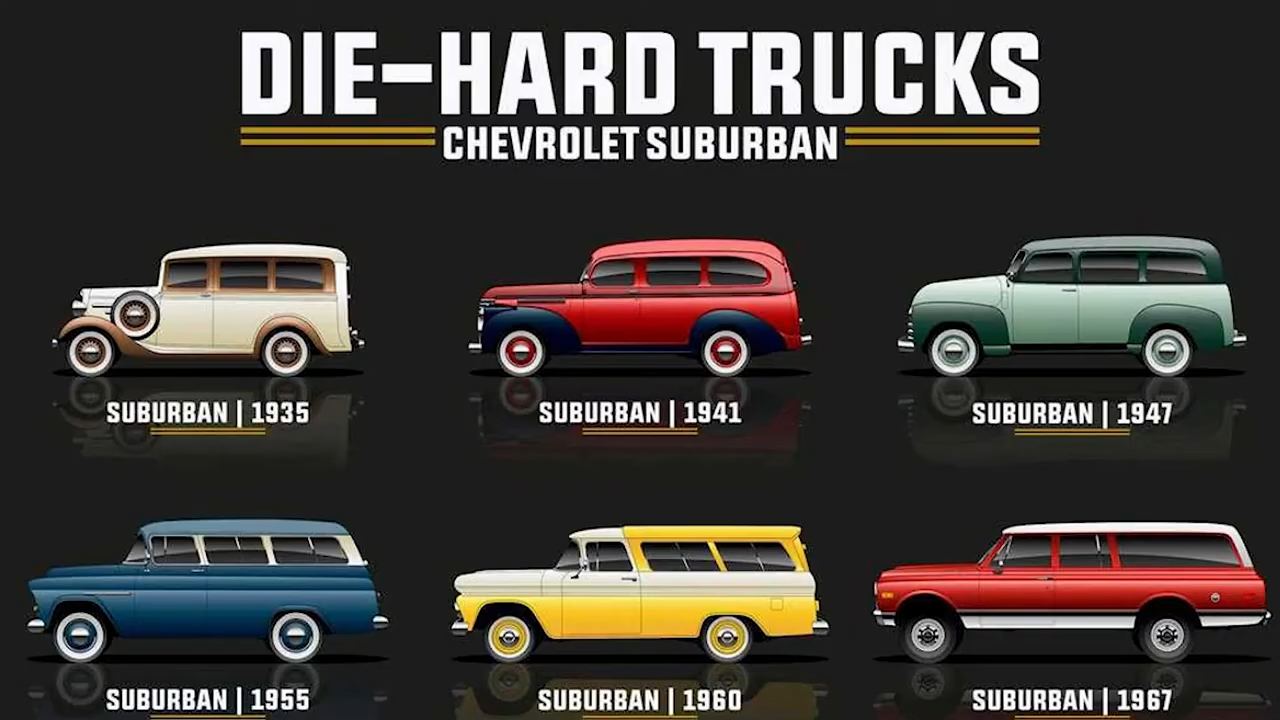 DIE-HARD TRUCKS
CHEVROLET SUBURBAN
SUBURBAN | 1935
SUBURBAN | 1941
SUBURBAN | 1947
SUBURBAN | 1955
SUBURBAN | 1960
SUBURBAN | 1967